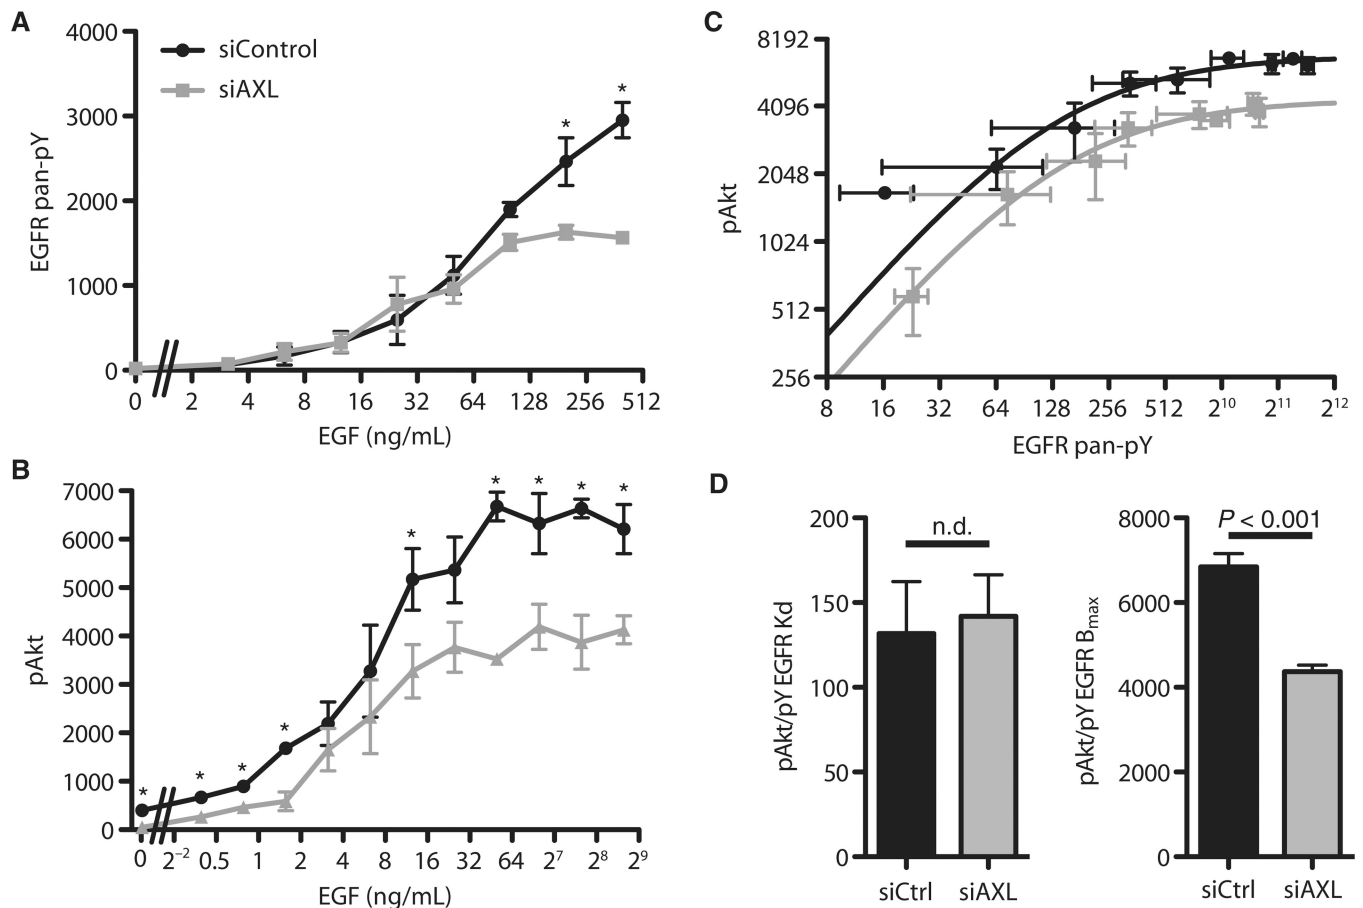 A
siControl
siAXL
EGFR pan-pY
4000
3000
2000
1000
0
*
*
0 2 4 8 16 32 64 128 256 512
EGF (ng/mL)
B
pAkt
7000
6000
5000
4000
3000
2000
1000
0
* * * * * * * * *
0 2⁻² 0.5 1 2 4 8 16 32 64 2⁷ 2⁸ 2⁹
EGF (ng/mL)
C
pAkt
8192
4096
2048
1024
512
256
8 16 32 64 128 256 512 2¹⁰ 2¹¹ 2¹²
EGFR pan-pY
D
pAkt/pY EGFR Kd
200
150
100
50
0
n.d.
siCtrl siAXL
pAkt/pY EGFR Bmax
8000
6000
4000
2000
0
P < 0.001
siCtrl siAXL